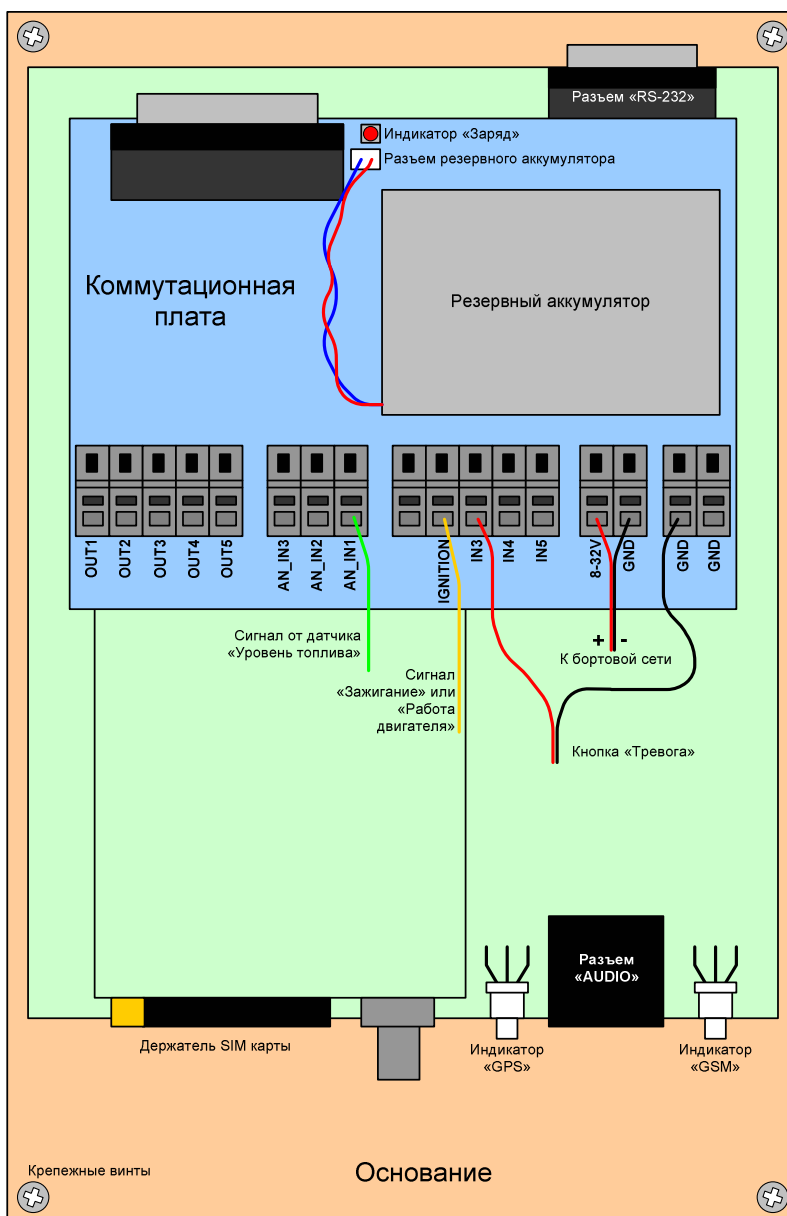 Разъем «RS-232»
Индикатор «Заряд»
Разъем резервного аккумулятора
Коммутационная
плата
Резервный аккумулятор
OUT1
OUT2
OUT3
OUT4
OUT5
AN_IN3
AN_IN2
AN_IN1
IGNITION
IN3
IN4
IN5
8-32V
GND
GND
GND
+ -
К бортовой сети
Сигнал от датчика
«Уровень топлива»
Сигнал
«Зажигание» или
«Работа
двигателя»
Кнопка «Тревога»
Разъем
«AUDIO»
Держатель SIM карты
Индикатор
«GPS»
Индикатор
«GSM»
Крепежные винты
Основание